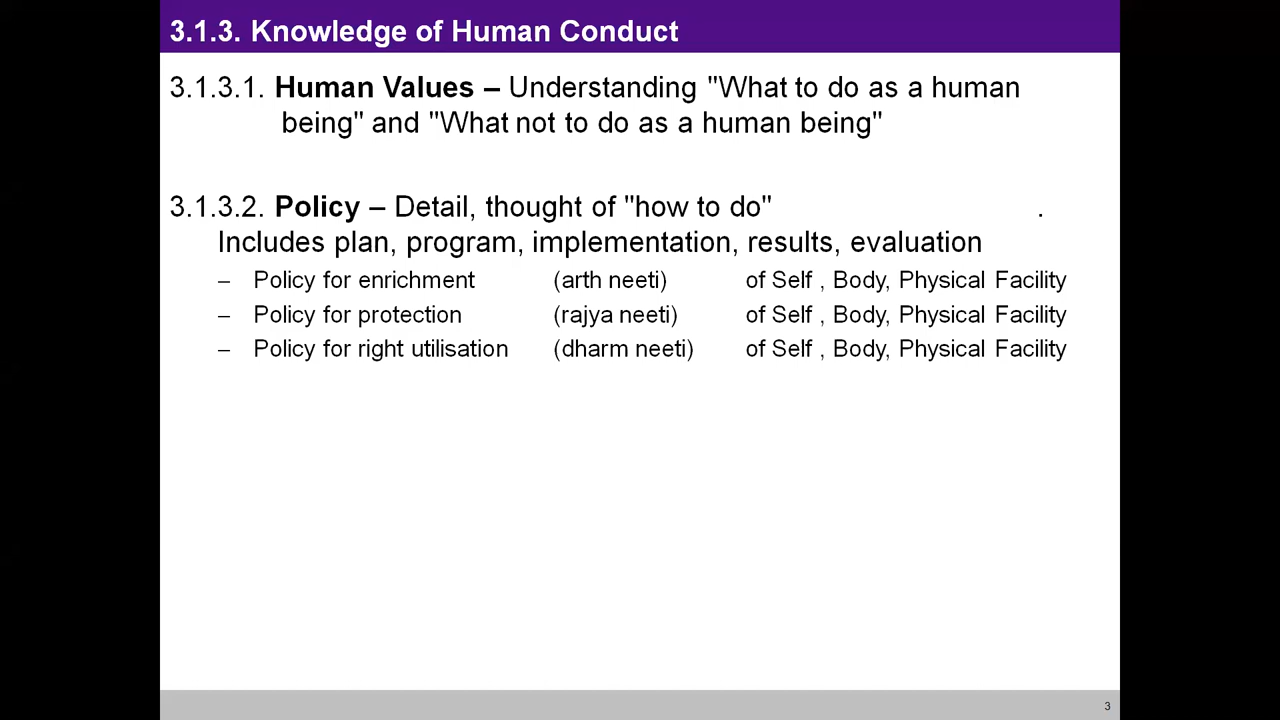 3.1.3. Knowledge of Human Conduct
3.1.3.1. Human Values – Understanding "What to do as a human
being" and "What not to do as a human being"
3.1.3.2. Policy – Detail, thought of "how to do" .
Includes plan, program, implementation, results, evaluation
– Policy for enrichment (arth neeti) of Self , Body, Physical Facility
– Policy for protection (rajya neeti) of Self , Body, Physical Facility
– Policy for right utilisation (dharm neeti) of Self , Body, Physical Facility
3